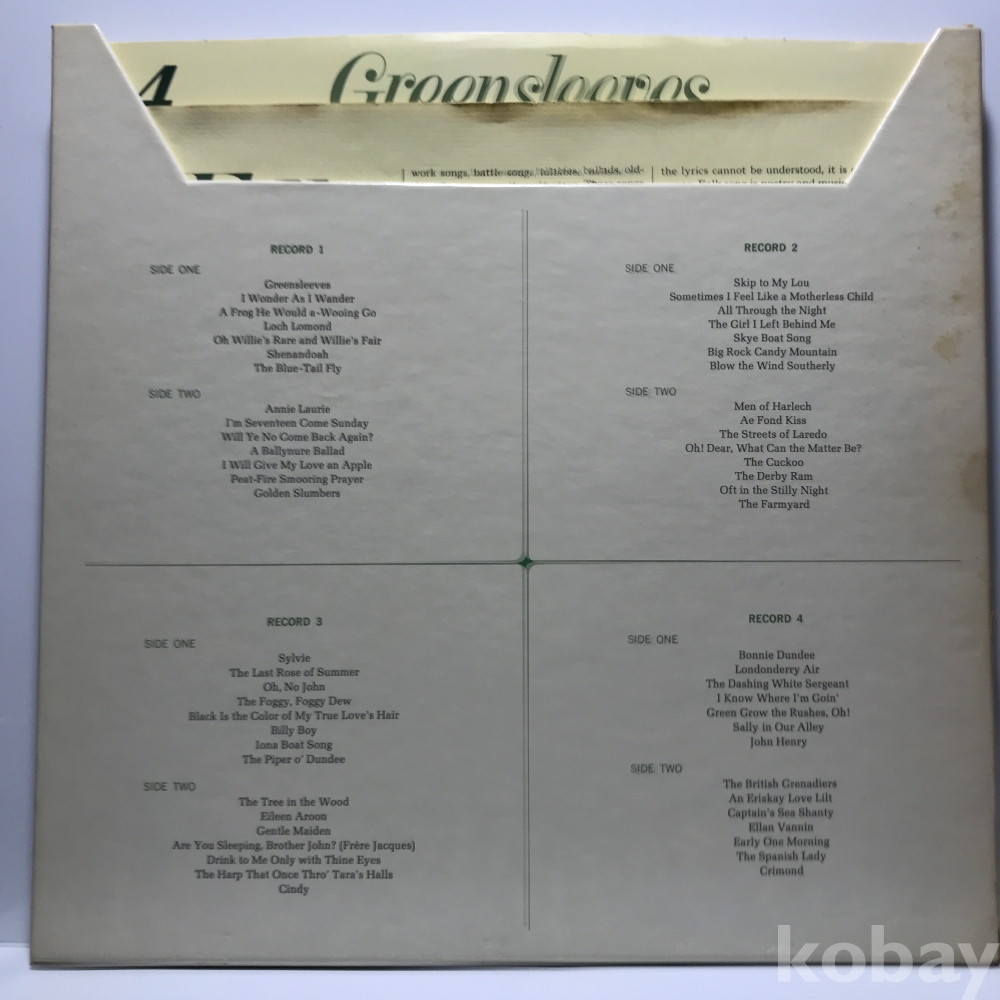 4 Greensleeves
work songs, battle songs, lullabies, ballads, old-
the lyrics cannot be understood, it is
RECORD 1
SIDE ONE
Greensleeves
I Wonder As I Wander
A Frog He Would a-Wooing Go
Loch Lomond
Oh Willie's Rare and Willie's Fair
Shenandoah
The Blue-Tail Fly
SIDE TWO
Annie Laurie
I'm Seventeen Come Sunday
Will Ye No Come Back Again?
A Ballynure Ballad
I Will Give My Love an Apple
Peat-Fire Smooring Prayer
Golden Slumbers
RECORD 2
SIDE ONE
Skip to My Lou
Sometimes I Feel Like a Motherless Child
All Through the Night
The Girl I Left Behind Me
Skye Boat Song
Big Rock Candy Mountain
Blow the Wind Southerly
SIDE TWO
Men of Harlech
Ae Fond Kiss
The Streets of Laredo
Oh! Dear, What Can the Matter Be?
The Cuckoo
The Derby Ram
Oft in the Stilly Night
The Farmyard
RECORD 3
SIDE ONE
Sylvie
The Last Rose of Summer
Oh, No John
The Foggy, Foggy Dew
Black Is the Color of My True Love's Hair
Billy Boy
Iona Boat Song
The Piper o' Dundee
SIDE TWO
The Tree in the Wood
Eileen Aroon
Gentle Maiden
Are You Sleeping, Brother John? (Frère Jacques)
Drink to Me Only with Thine Eyes
The Harp That Once Thro' Tara's Halls
Cindy
RECORD 4
SIDE ONE
Bonnie Dundee
Londonderry Air
The Dashing White Sergeant
I Know Where I'm Goin'
Green Grow the Rushes, Oh!
Sally in Our Alley
John Henry
SIDE TWO
The British Grenadiers
An Eriskay Love Lilt
Captain's Sea Shanty
Ellan Vannin
Early One Morning
The Spanish Lady
Crimond
kobay